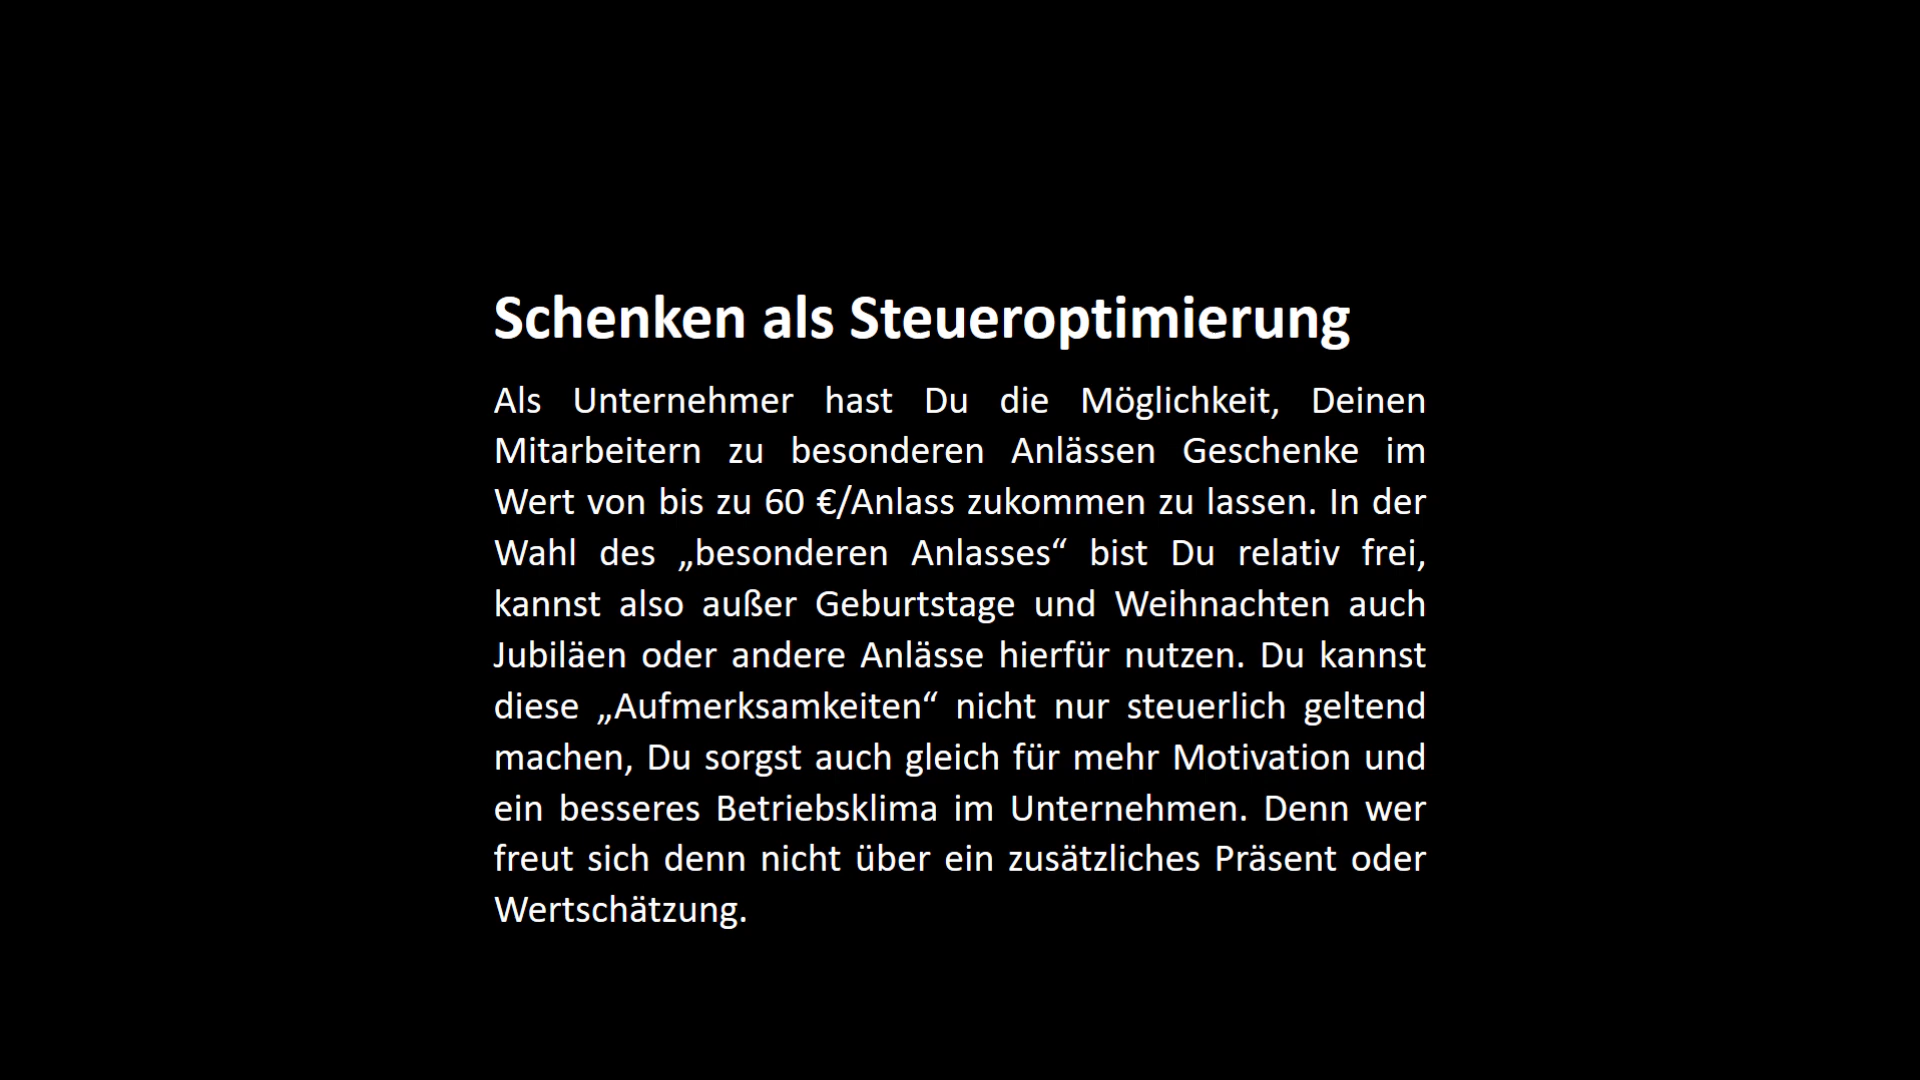 Schenken als Steueroptimierung
Als Unternehmer hast Du die Möglichkeit, Deinen
Mitarbeitern zu besonderen Anlässen Geschenke im
Wert von bis zu 60 €/Anlass zukommen zu lassen. In der
Wahl des „besonderen Anlasses“ bist Du relativ frei,
kannst also außer Geburtstage und Weihnachten auch
Jubiläen oder andere Anlässe hierfür nutzen. Du kannst
diese „Aufmerksamkeiten“ nicht nur steuerlich geltend
machen, Du sorgst auch gleich für mehr Motivation und
ein besseres Betriebsklima im Unternehmen. Denn wer
freut sich denn nicht über ein zusätzliches Präsent oder
Wertschätzung.